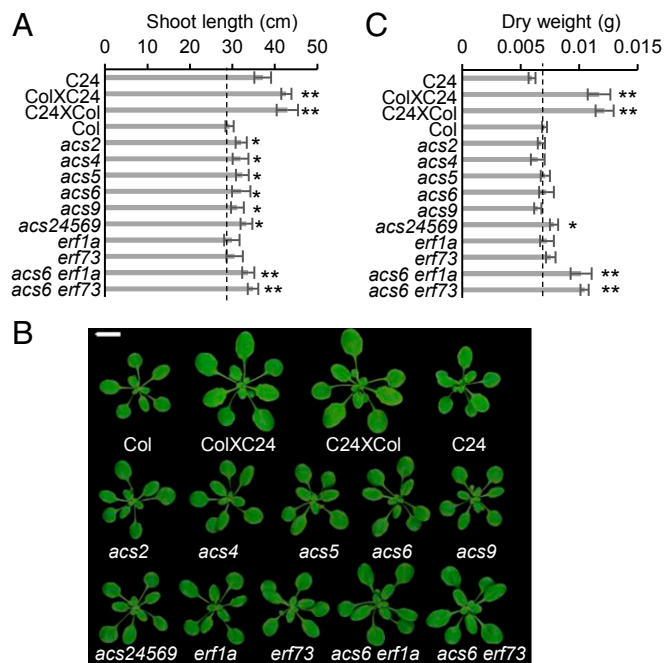 A
Shoot length (cm)
0 10 20 30 40 50
C24
ColXC24 **
C24XCol **
Col
acs2 *
acs4 *
acs5 *
acs6 *
acs9 *
acs24569 *
erf1a
erf73
acs6 erf1a **
acs6 erf73 **
C
Dry weight (g)
0 0.005 0.01 0.015
C24
ColXC24 **
C24XCol **
Col
acs2
acs4
acs5
acs6
acs9
acs24569 *
erf1a
erf73
acs6 erf1a **
acs6 erf73 **
B
Col ColXC24 C24XCol C24
acs2 acs4 acs5 acs6 acs9
acs24569 erf1a erf73 acs6 erf1a acs6 erf73